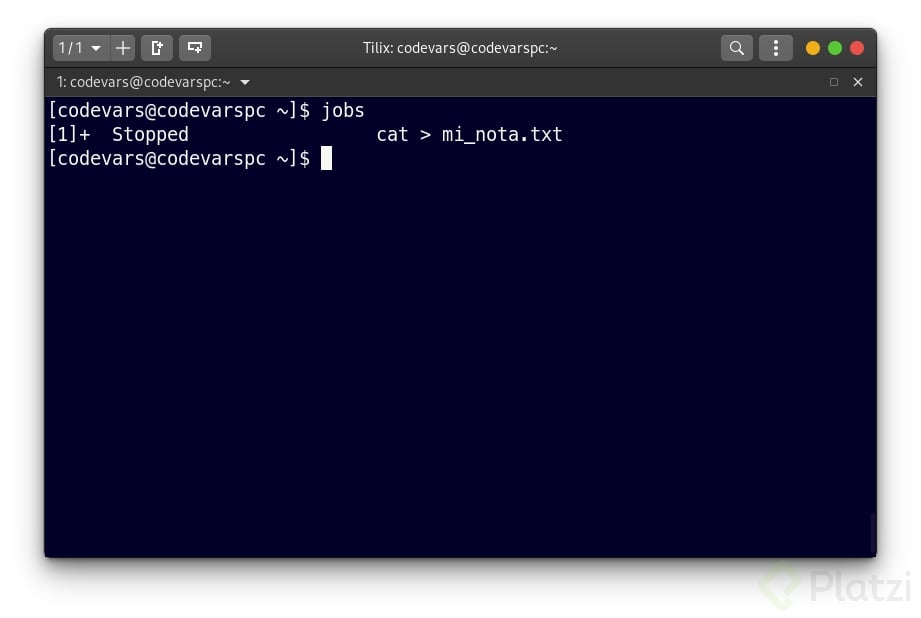 1/1
Tilix: codevars@codevarspc:~
1: codevars@codevarspc:~
[codevars@codevarspc ~]$ jobs
[1]+  Stopped                 cat > mi_nota.txt
[codevars@codevarspc ~]$
Platzi